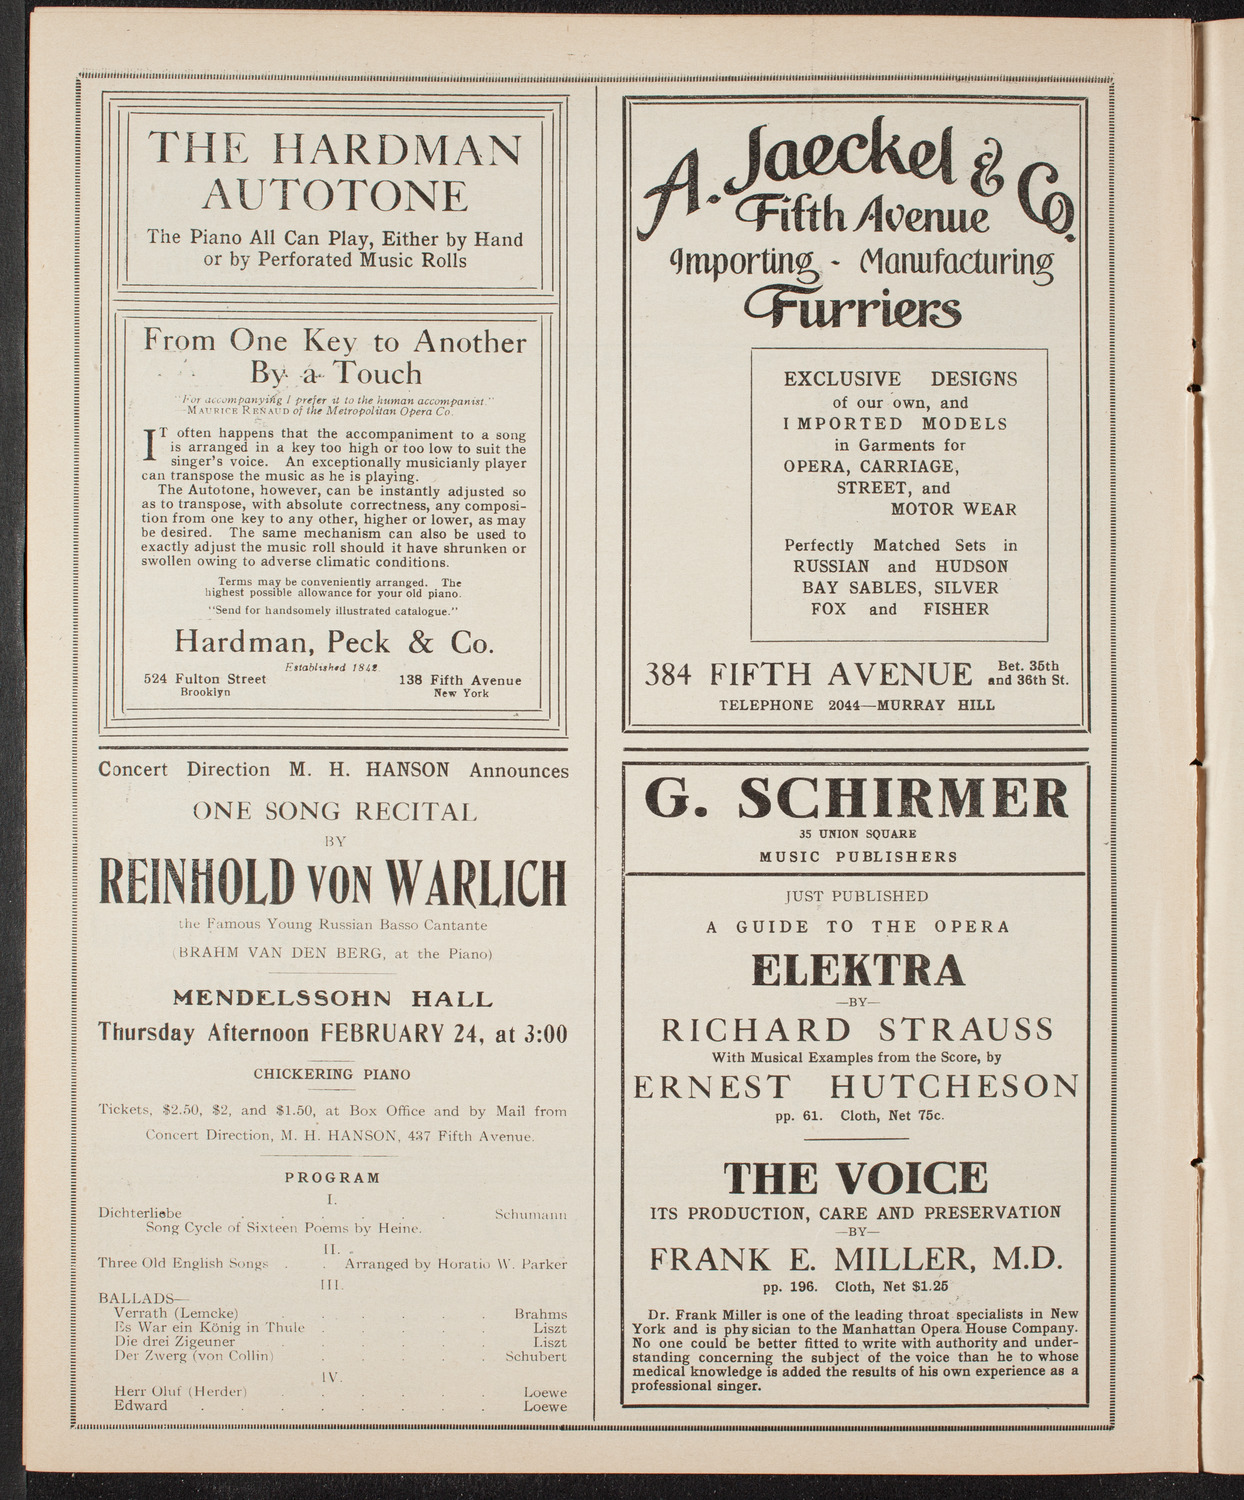 THE HARDMAN
AUTOTONE
The Piano All Can Play, Either by Hand
or by Perforated Music Rolls
From One Key to Another
By a Touch
"For accompanying I prefer it to the human accompanist."
—MAURICE RENAUD of the Metropolitan Opera Co.
IT often happens that the accompaniment to a song
is arranged in a key too high or too low to suit the
singer's voice. An exceptionally musicianly player
can transpose the music as he is playing.
The Autotone, however, can be instantly adjusted so
as to transpose, with absolute correctness, any composi-
tion from one key to any other, higher or lower, as may
be desired. The same mechanism can also be used to
exactly adjust the music roll should it have shrunken or
swollen owing to adverse climatic conditions.
Terms may be conveniently arranged. The
highest possible allowance for your old piano.
"Send for handsomely illustrated catalogue."
Hardman, Peck & Co.
Established 1842
524 Fulton Street 138 Fifth Avenue
Brooklyn New York
Concert Direction M. H. HANSON Announces
ONE SONG RECITAL
BY
REINHOLD VON WARLICH
the Famous Young Russian Basso Cantante
(BRAHM VAN DEN BERG, at the Piano)
MENDELSSOHN HALL
Thursday Afternoon FEBRUARY 24, at 3:00
CHICKERING PIANO
Tickets, $2.50, $2, and $1.50, at Box Office and by Mail from
Concert Direction, M. H. HANSON, 437 Fifth Avenue.
PROGRAM
I.
Dichterliebe . . . . . . Schumann
Song Cycle of Sixteen Poems by Heine.
II.
Three Old English Songs . . Arranged by Horatio W. Parker
III.
BALLADS—
Verrath (Lemcke) . . . . . . Brahms
Es War ein König in Thule . . . . . Liszt
Die drei Zigeuner . . . . . Liszt
Der Zwerg (von Collin) . . . . . Schubert
IV.
Herr Oluf (Herder) . . . . . . Loewe
Edward . . . . . . . . Loewe
A. Jaeckel & Co.
Fifth Avenue
Importing - Manufacturing
Furriers
EXCLUSIVE DESIGNS
of our own, and
IMPORTED MODELS
in Garments for
OPERA, CARRIAGE,
STREET, and
MOTOR WEAR
Perfectly Matched Sets in
RUSSIAN and HUDSON
BAY SABLES, SILVER
FOX and FISHER
384 FIFTH AVENUE Bet. 35th
and 36th St.
TELEPHONE 2044—MURRAY HILL
G. SCHIRMER
35 UNION SQUARE
MUSIC PUBLISHERS
JUST PUBLISHED
A GUIDE TO THE OPERA
ELEKTRA
—BY—
RICHARD STRAUSS
With Musical Examples from the Score, by
ERNEST HUTCHESON
pp. 61. Cloth, Net 75c.
THE VOICE
ITS PRODUCTION, CARE AND PRESERVATION
—BY—
FRANK E. MILLER, M.D.
pp. 196. Cloth, Net $1.25
Dr. Frank Miller is one of the leading throat specialists in New
York and is physician to the Manhattan Opera House Company.
No one could be better fitted to write with authority and under-
standing concerning the subject of the voice than he to whose
medical knowledge is added the results of his own experience as a
professional singer.